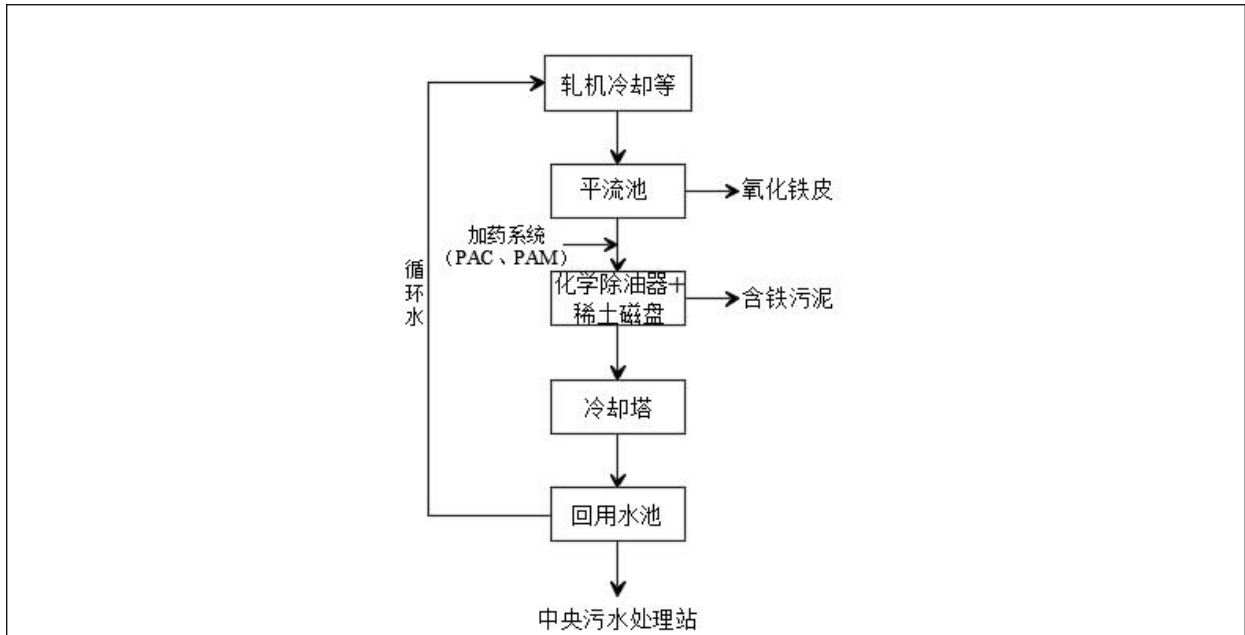 轧机冷却等
平流池
氧化铁皮
加药系统
（PAC、PAM）
化学除油器+
稀土磁盘
含铁污泥
循环水
冷却塔
回用水池
中央污水处理站